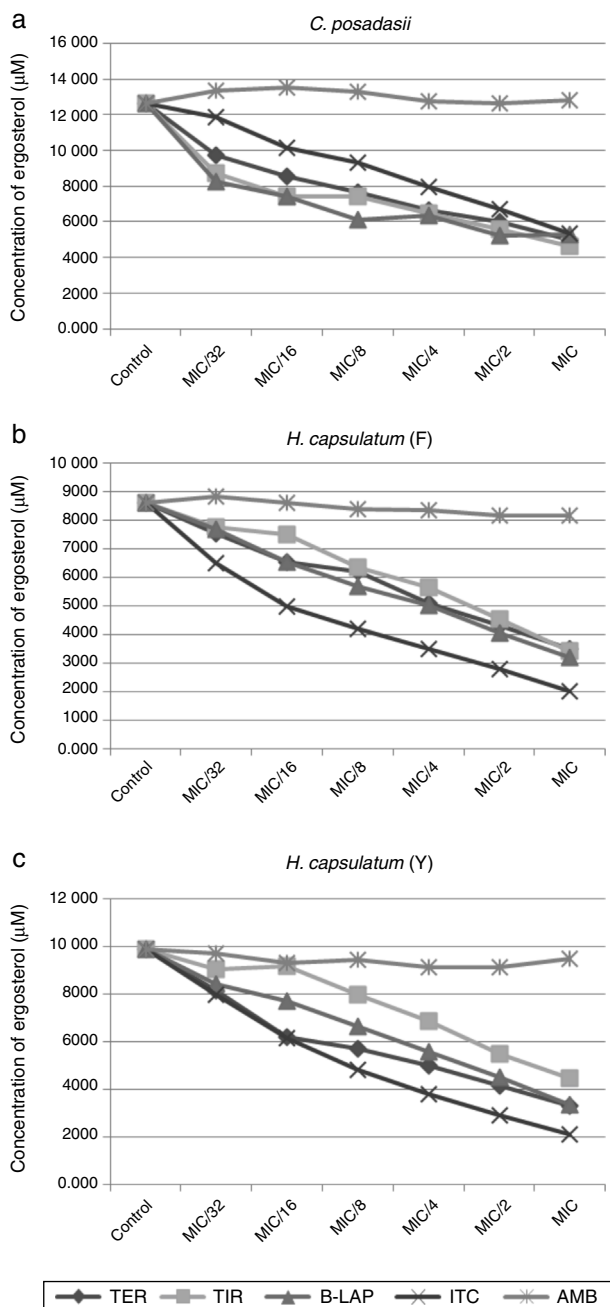 a
C. posadasii
Concentration of ergosterol (µM)
16 000
14 000
12 000
10 000
8000
6000
4000
2000
0.000
Control
MIC/32
MIC/16
MIC/8
MIC/4
MIC/2
MIC
b
H. capsulatum (F)
Concentration of ergosterol (µM)
10 000
9000
8000
7000
6000
5000
4000
3000
2000
1000
0.000
Control
MIC/32
MIC/16
MIC/8
MIC/4
MIC/2
MIC
c
H. capsulatum (Y)
Concentration of ergosterol (µM)
12 000
10 000
8000
6000
4000
2000
0.000
Control
MIC/32
MIC/16
MIC/8
MIC/4
MIC/2
MIC
TER TIR B-LAP ITC AMB